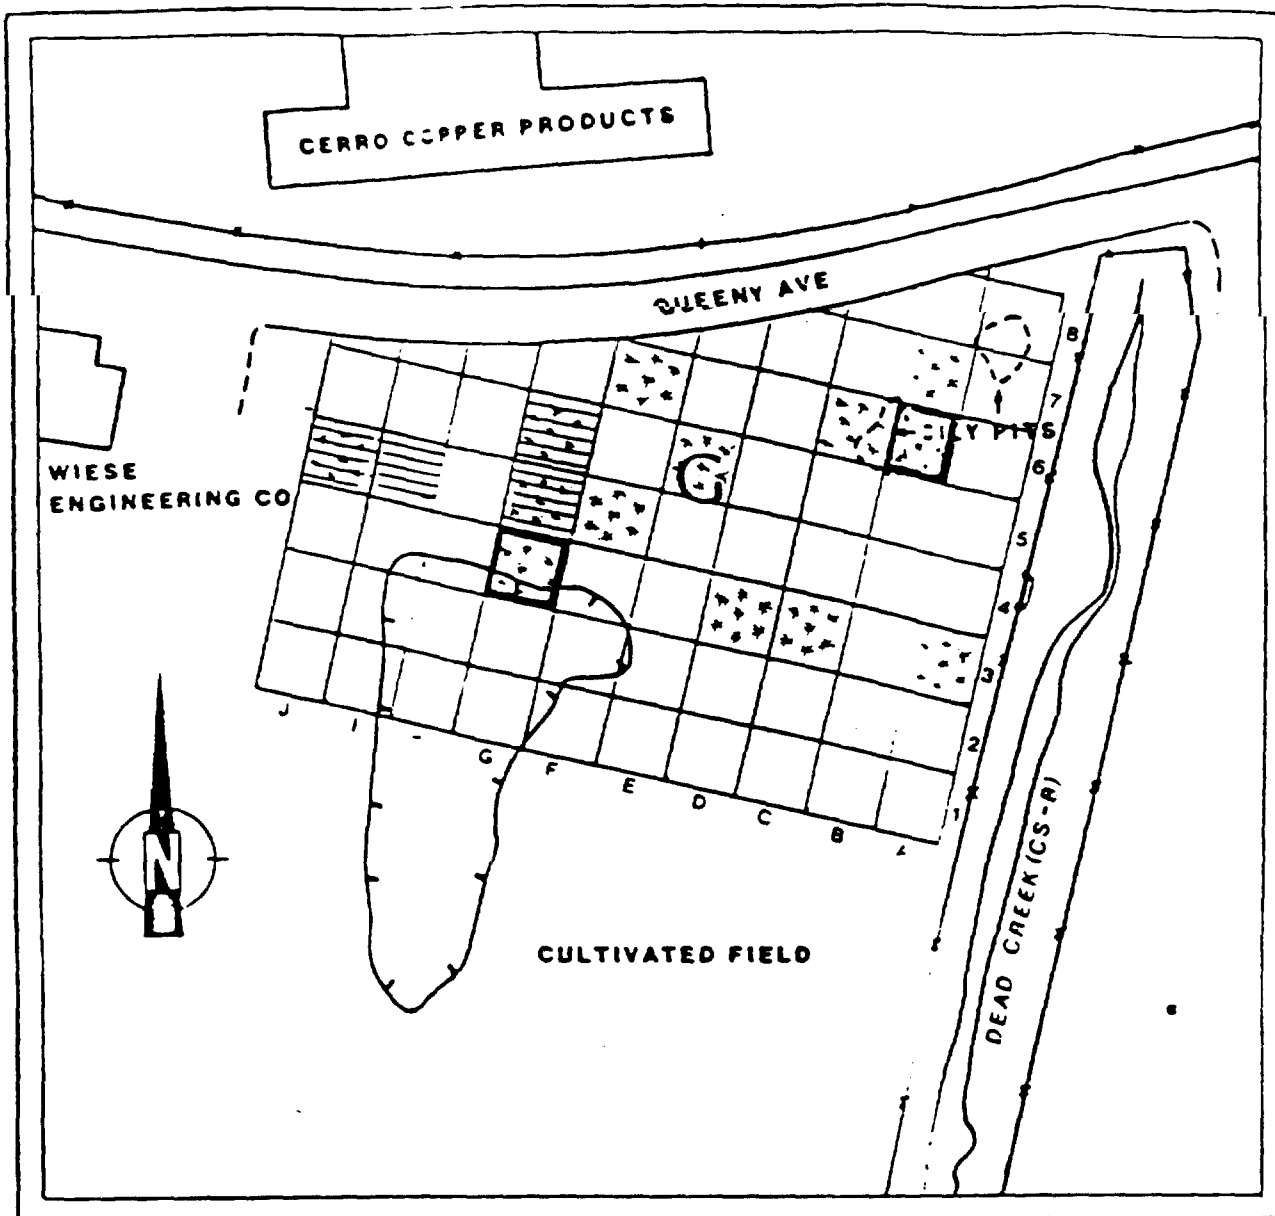 CERRO COPPER PRODUCTS
QUEENY AVE
8
7
PITS
6
WIESE
ENGINEERING CO
5
4
3
2
1
J
I
G
F
E
D
C
B
DEAD CREEK (CS-A)
N
CULTIVATED FIELD